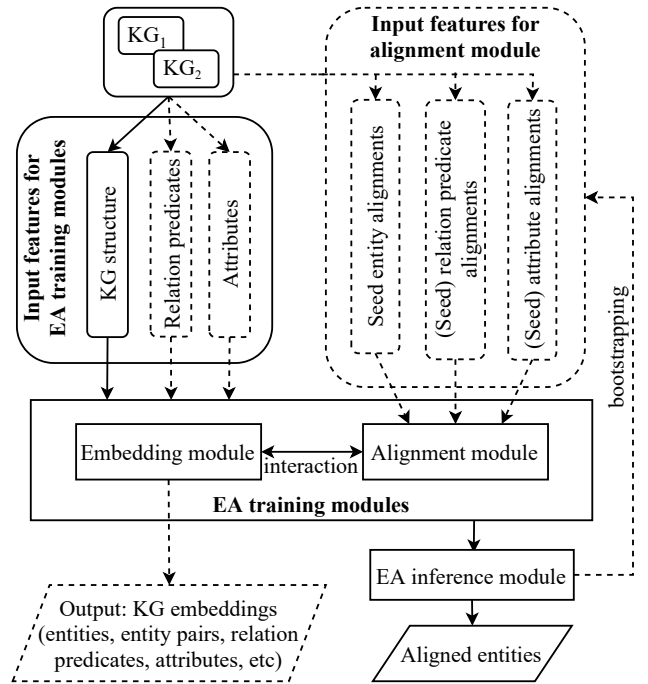 KG1
KG2
Input features for
alignment module
Input features for
EA training modules
KG structure
Relation predicates
Attributes
Seed entity alignments
(Seed) relation predicate
alignments
(Seed) attribute alignments
bootstrapping
Embedding module
interaction
Alignment module
EA training modules
EA inference module
Output: KG embeddings
(entities, entity pairs, relation
predicates, attributes, etc)
Aligned entities